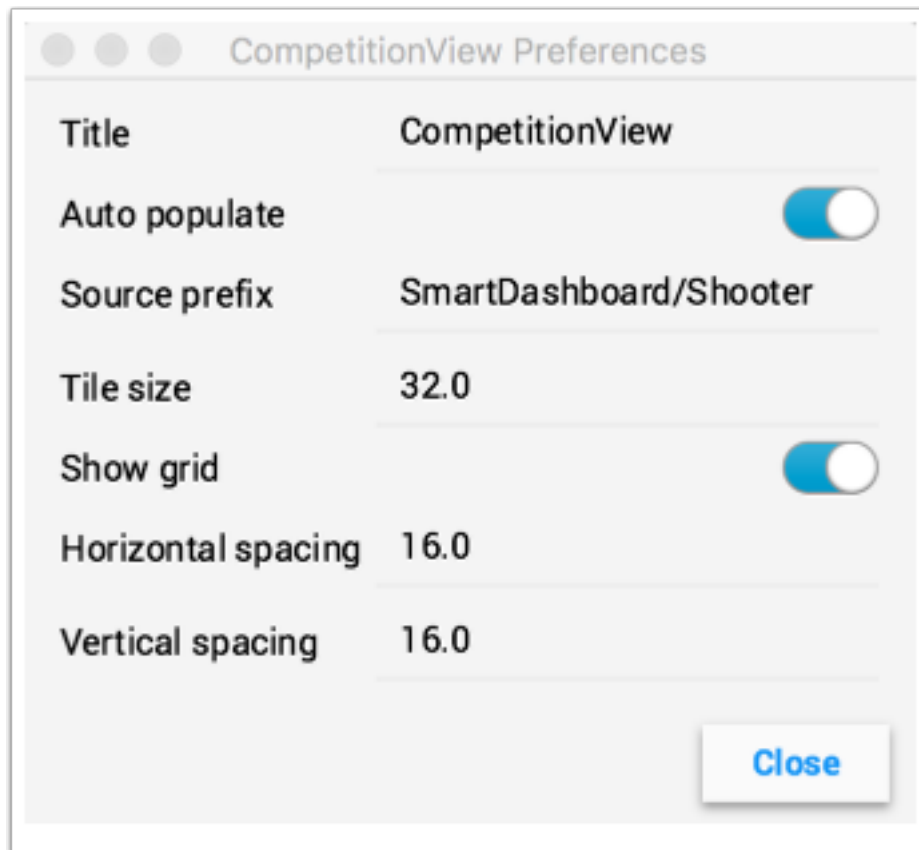 CompetitionView Preferences
Title CompetitionView
Auto populate
Source prefix SmartDashboard/Shooter
Tile size 32.0
Show grid
Horizontal spacing 16.0
Vertical spacing 16.0
Close